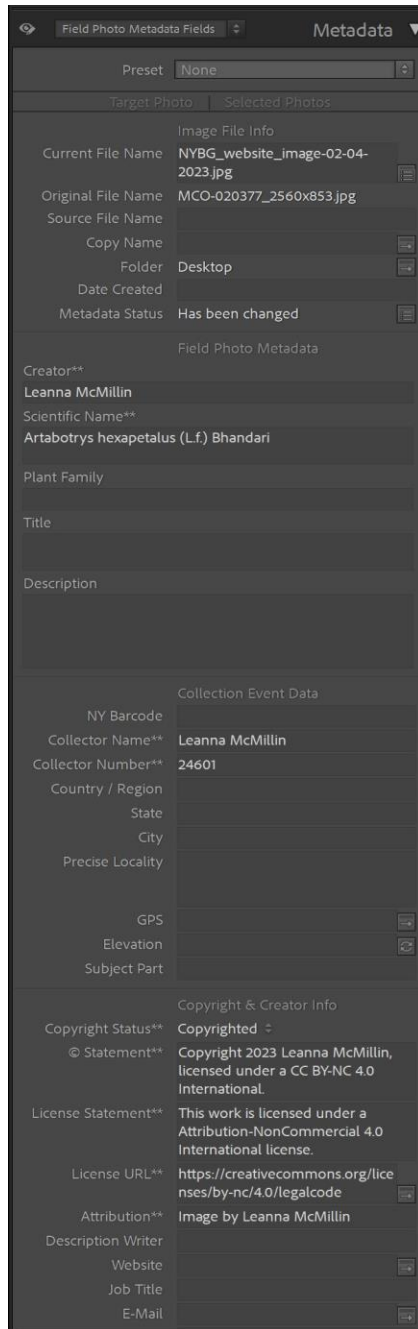 Field Photo Metadata Fields Metadata
Preset None
Target Photo | Selected Photos
Image File Info
Current File Name NYBG_website_image-02-04-
2023.jpg
Original File Name MCO-020377_2560x853.jpg
Source File Name
Copy Name
Folder Desktop
Date Created
Metadata Status Has been changed
Field Photo Metadata
Creator**
Leanna McMillin
Scientific Name**
Artabotrys hexapetalus (L.f.) Bhandari
Plant Family
Title
Description
Collection Event Data
NY Barcode
Collector Name** Leanna McMillin
Collector Number** 24601
Country / Region
State
City
Precise Locality
GPS
Elevation
Subject Part
Copyright & Creator Info
Copyright Status** Copyrighted
© Statement** Copyright 2023 Leanna McMillin,
licensed under a CC BY-NC 4.0
International.
License Statement** This work is licensed under a
Attribution-NonCommercial 4.0
International license.
License URL** https://creativecommons.org/lice
nses/by-nc/4.0/legalcode
Attribution** Image by Leanna McMillin
Description Writer
Website
Job Title
E-Mail